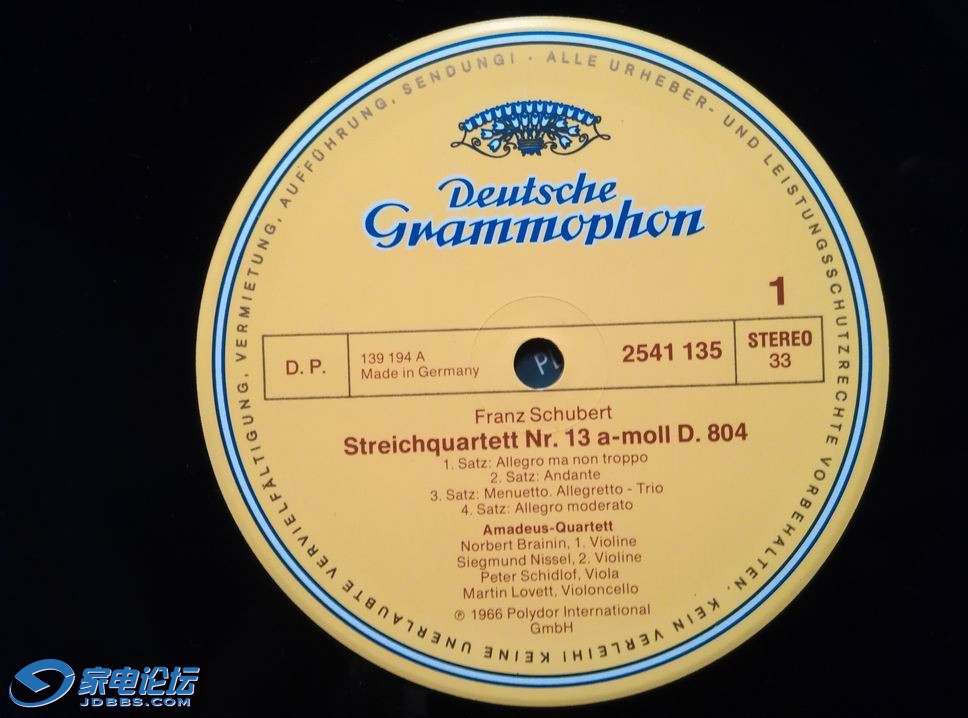 ALLE URHEBER- UND LEISTUNGSSCHUTZRECHTE VORBEHALTEN. KEIN VERLEIH! KEINE UNERLAUBTE VERVIELFÄLTIGUNG, VERMIETUNG, AUFFÜHRUNG, SENDUNG! ·
Deutsche
Grammophon
1
D. P.
139 194 A
Made in Germany
PL
2541 135
STEREO
33
Franz Schubert
Streichquartett Nr. 13 a-moll D. 804
1. Satz: Allegro ma non troppo
2. Satz: Andante
3. Satz: Menuetto. Allegretto - Trio
4. Satz: Allegro moderato
Amadeus-Quartett
Norbert Brainin, 1. Violine
Siegmund Nissel, 2. Violine
Peter Schidlof, Viola
Martin Lovett, Violoncello
℗ 1966 Polydor International
GmbH
家电论坛
JDBBS.COM